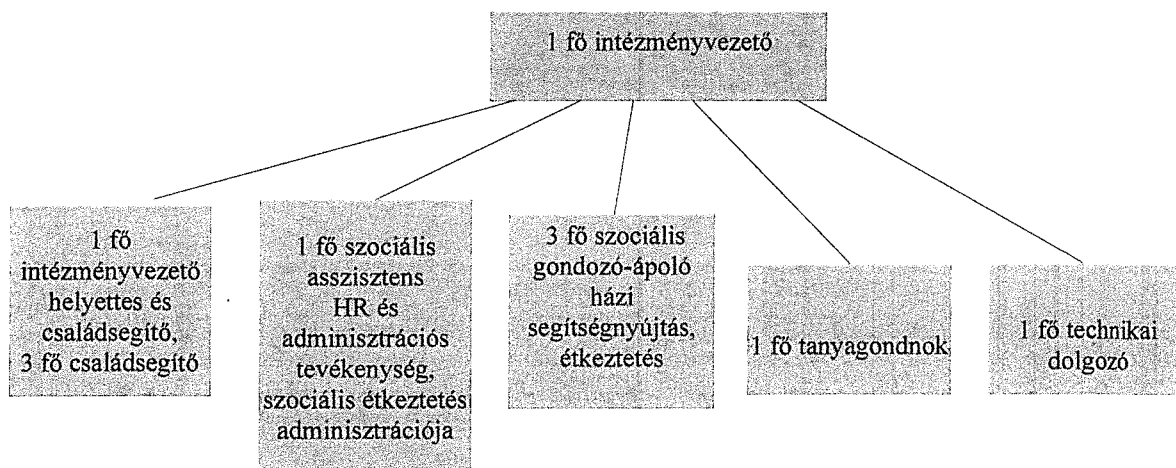 1 fő intézményvezető
1 fő
intézményvezető
helyettes és
családsegítő,
3 fő családsegítő
1 fő szociális
asszisztens
HR és
adminisztrációs
tevékenység,
szociális étkeztetés
adminisztrációja
3 fő szociális
gondozó-ápoló
házi
segítségnyújtás,
étkeztetés
1 fő tanyagondnok
1 fő technikai
dolgozó